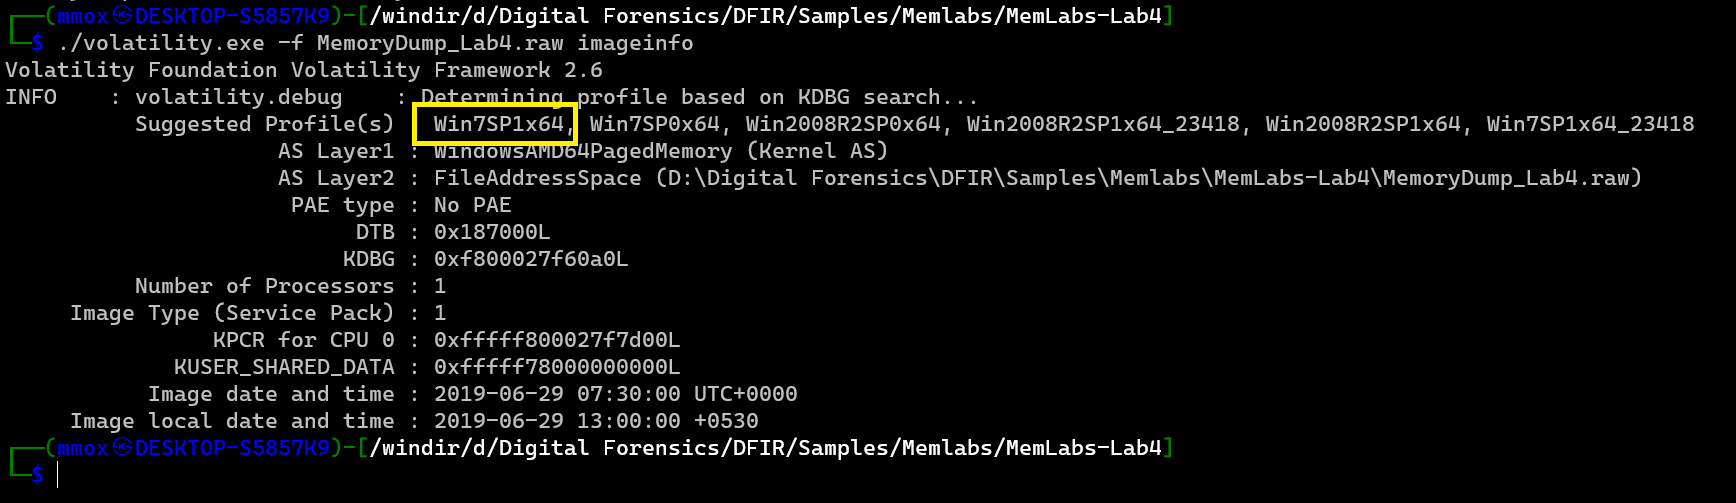 ┌──(mmox㉿DESKTOP-S5857K9)-[/windir/d/Digital Forensics/DFIR/Samples/Memlabs/MemLabs-Lab4]
└─$ ./volatility.exe -f MemoryDump_Lab4.raw imageinfo
Volatility Foundation Volatility Framework 2.6
INFO    : volatility.debug    : Determining profile based on KDBG search...
          Suggested Profile(s)   Win7SP1x64, Win7SP0x64, Win2008R2SP0x64, Win2008R2SP1x64_23418, Win2008R2SP1x64, Win7SP1x64_23418
                     AS Layer1 : WindowsAMD64PagedMemory (Kernel AS)
                     AS Layer2 : FileAddressSpace (D:\Digital Forensics\DFIR\Samples\Memlabs\MemLabs-Lab4\MemoryDump_Lab4.raw)
                      PAE type : No PAE
                           DTB : 0x187000L
                          KDBG : 0xf800027f60a0L
          Number of Processors : 1
     Image Type (Service Pack) : 1
                KPCR for CPU 0 : 0xfffff800027f7d00L
             KUSER_SHARED_DATA : 0xfffff78000000000L
           Image date and time : 2019-06-29 07:30:00 UTC+0000
     Image local date and time : 2019-06-29 13:00:00 +0530
┌──(mmox㉿DESKTOP-S5857K9)-[/windir/d/Digital Forensics/DFIR/Samples/Memlabs/MemLabs-Lab4]
└─$